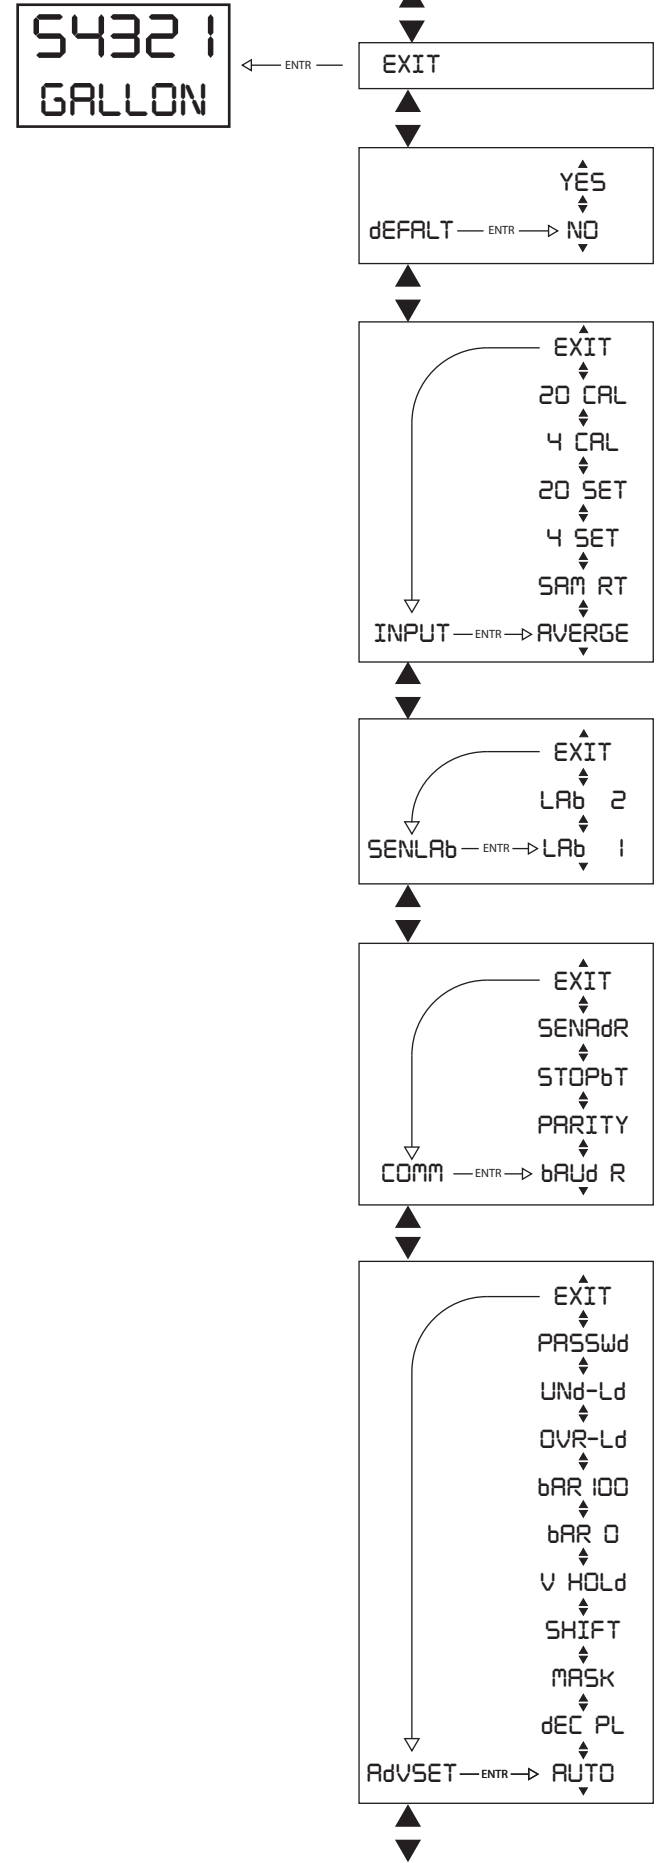 54321
GALLON
ENTR
EXIT
YES
dEFALT ENTR NO
EXIT
20 CAL
4 CAL
20 SET
4 SET
SAM RT
INPUT ENTR AVERGE
EXIT
LAb 2
SENLAb ENTR LAb 1
EXIT
SENAdR
STOPbT
PARITY
COMM ENTR bAUd R
EXIT
PASSWd
UNd-Ld
OVR-Ld
bAR 100
bAR 0
V HOLd
SHIFT
MASK
dEC PL
AdVSET ENTR AUTO